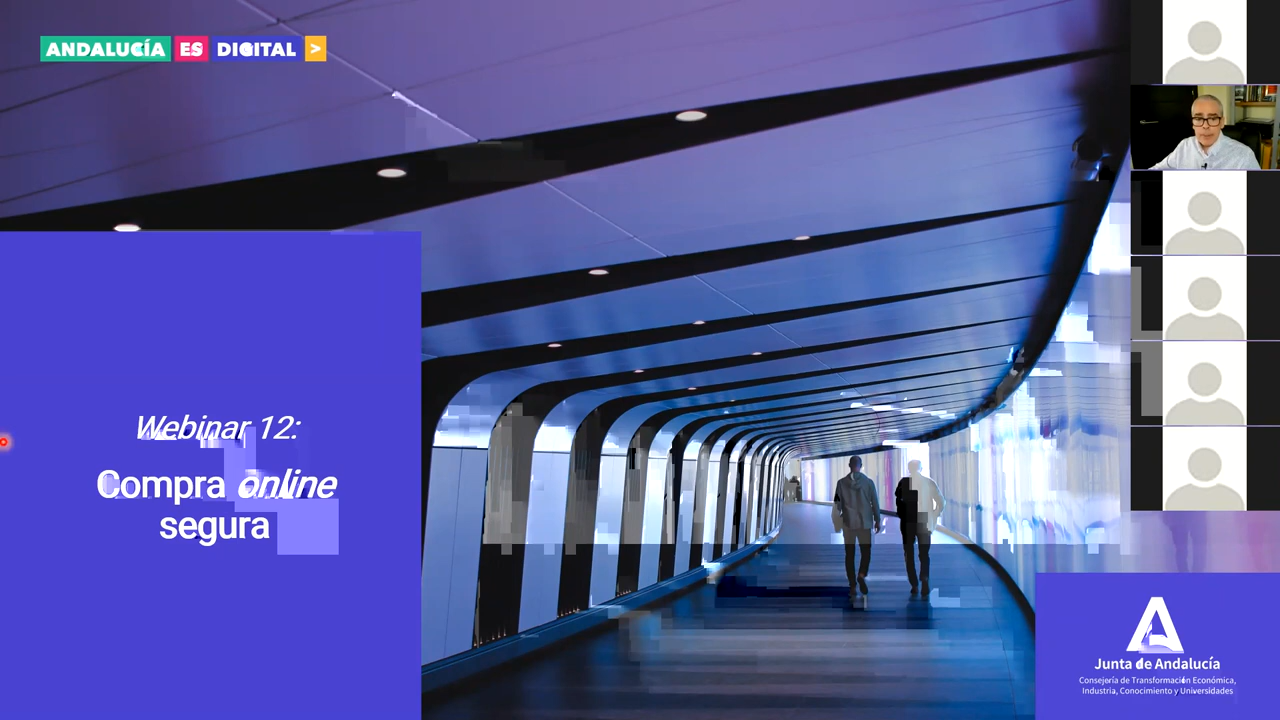 ANDALUCÍA ES DIGITAL >
Webinar 12:
Compra online
segura
Junta de Andalucía
Consejería de Transformación Económica,
Industria, Conocimiento y Universidades